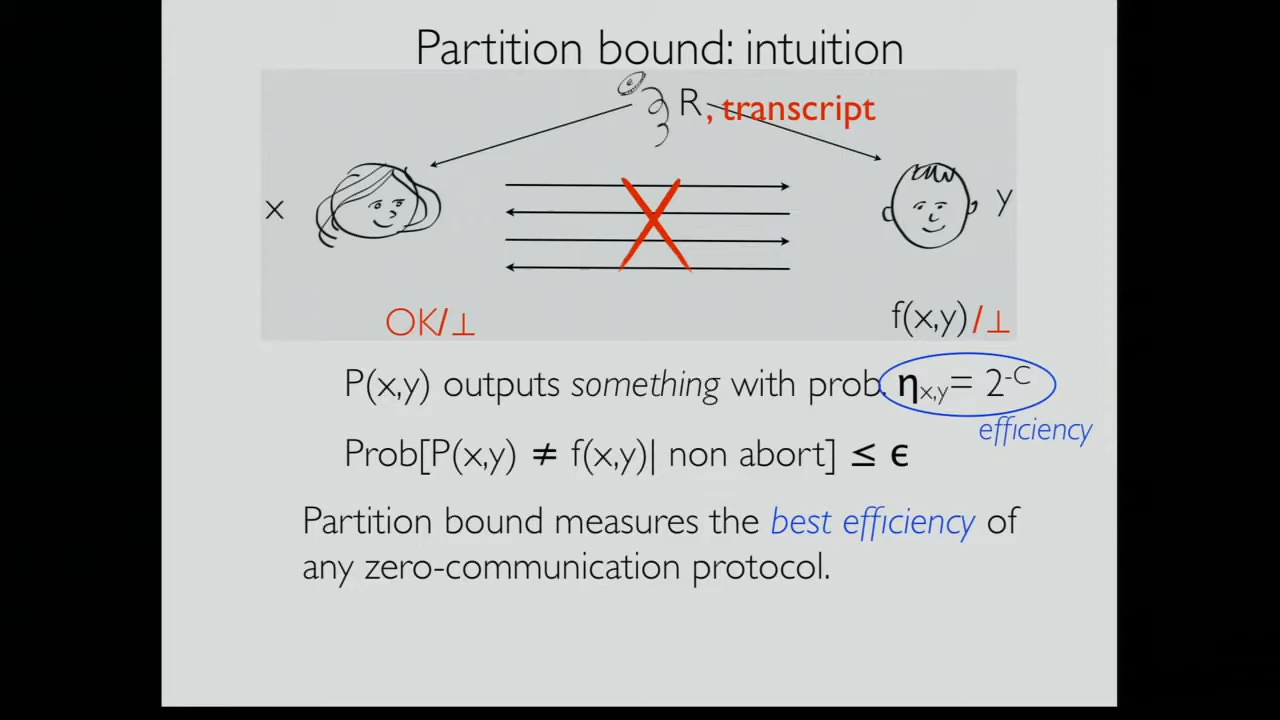 Partition bound: intuition
R, transcript
x
y
OK/⊥
f(x,y)/⊥
P(x,y) outputs something with prob. η_{x,y} = 2^{-C}
efficiency
Prob[P(x,y) ≠ f(x,y)| non abort] ≤ ϵ
Partition bound measures the best efficiency of
any zero-communication protocol.